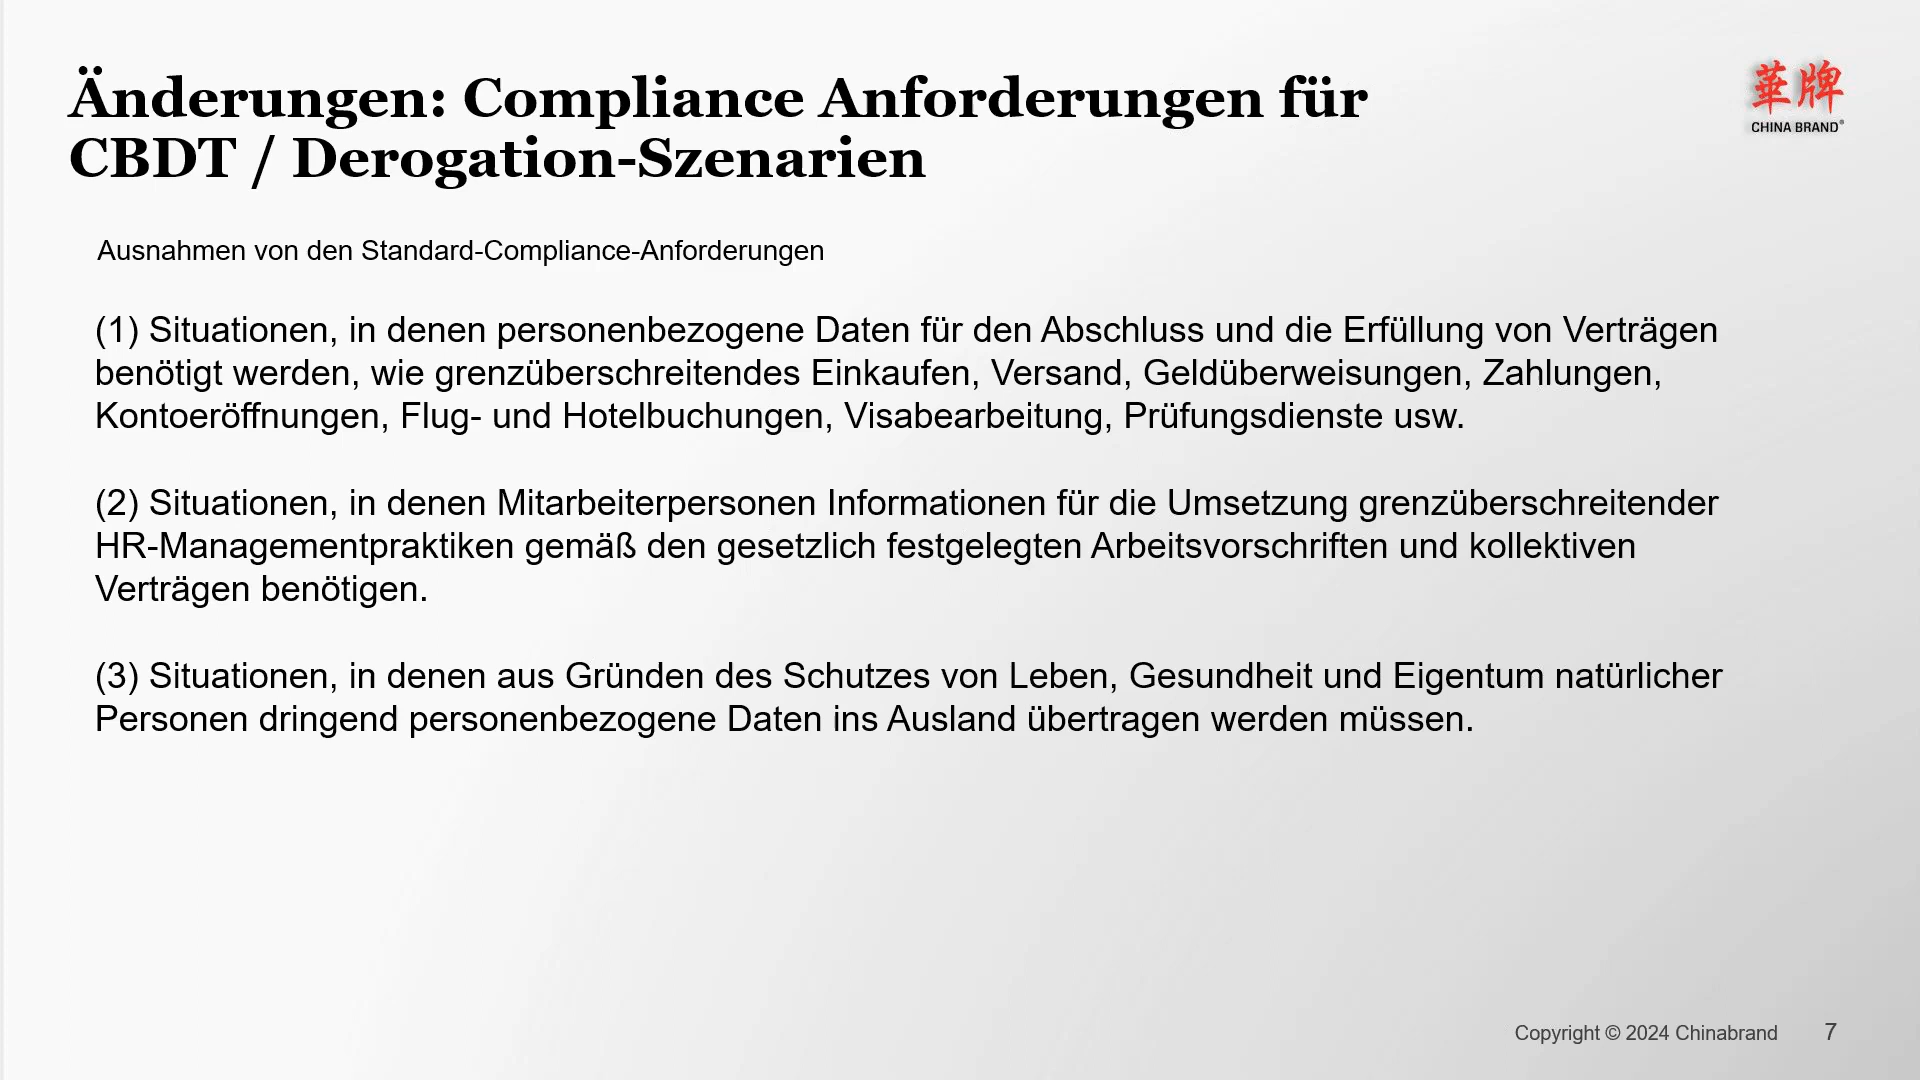 Änderungen: Compliance Anforderungen für
CBDT / Derogation-Szenarien
華牌
CHINA BRAND®
Ausnahmen von den Standard-Compliance-Anforderungen
(1) Situationen, in denen personenbezogene Daten für den Abschluss und die Erfüllung von Verträgen
benötigt werden, wie grenzüberschreitendes Einkaufen, Versand, Geldüberweisungen, Zahlungen,
Kontoeröffnungen, Flug- und Hotelbuchungen, Visabearbeitung, Prüfungsdienste usw.
(2) Situationen, in denen Mitarbeiterpersonen Informationen für die Umsetzung grenzüberschreitender
HR-Managementpraktiken gemäß den gesetzlich festgelegten Arbeitsvorschriften und kollektiven
Verträgen benötigen.
(3) Situationen, in denen aus Gründen des Schutzes von Leben, Gesundheit und Eigentum natürlicher
Personen dringend personenbezogene Daten ins Ausland übertragen werden müssen.
Copyright © 2024 Chinabrand 7